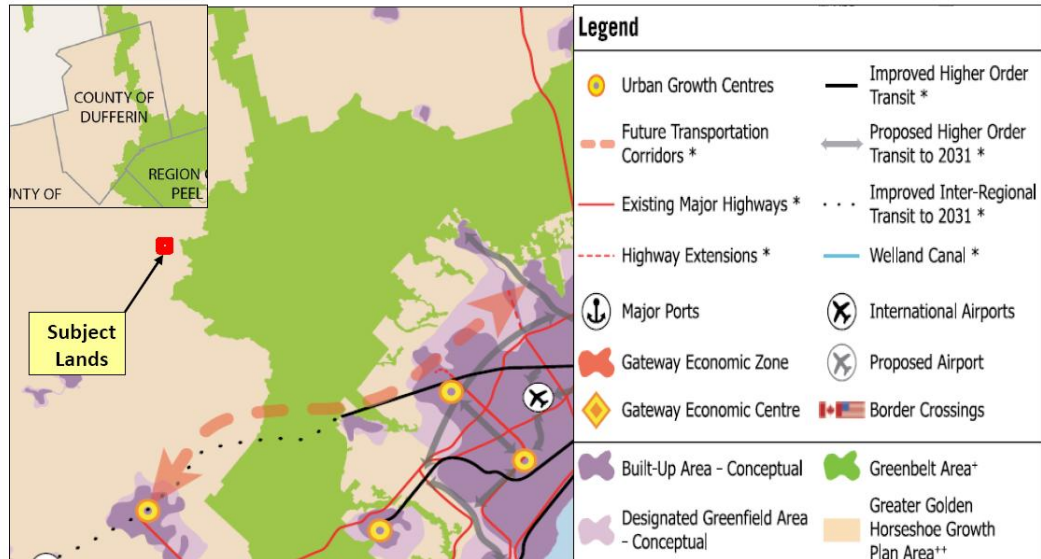 COUNTY OF
DUFFERIN
REGION
PEEL
NTY OF
Subject
Lands
Legend
Urban Growth Centres
Future Transportation
Corridors *
Existing Major Highways *
Highway Extensions *
Major Ports
Gateway Economic Zone
Gateway Economic Centre
Improved Higher Order
Transit *
Proposed Higher Order
Transit to 2031 *
Improved Inter-Regional
Transit to 2031 *
Welland Canal *
International Airports
Proposed Airport
Border Crossings
Built-Up Area - Conceptual
Designated Greenfield Area
- Conceptual
Greenbelt Area⁺
Greater Golden
Horseshoe Growth
Plan Area⁺⁺